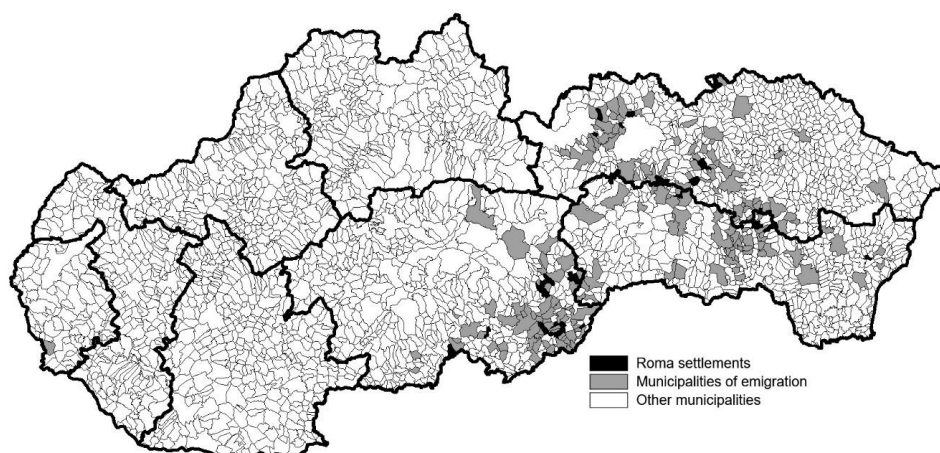 Roma settlements
Municipalities of emigration
Other municipalities